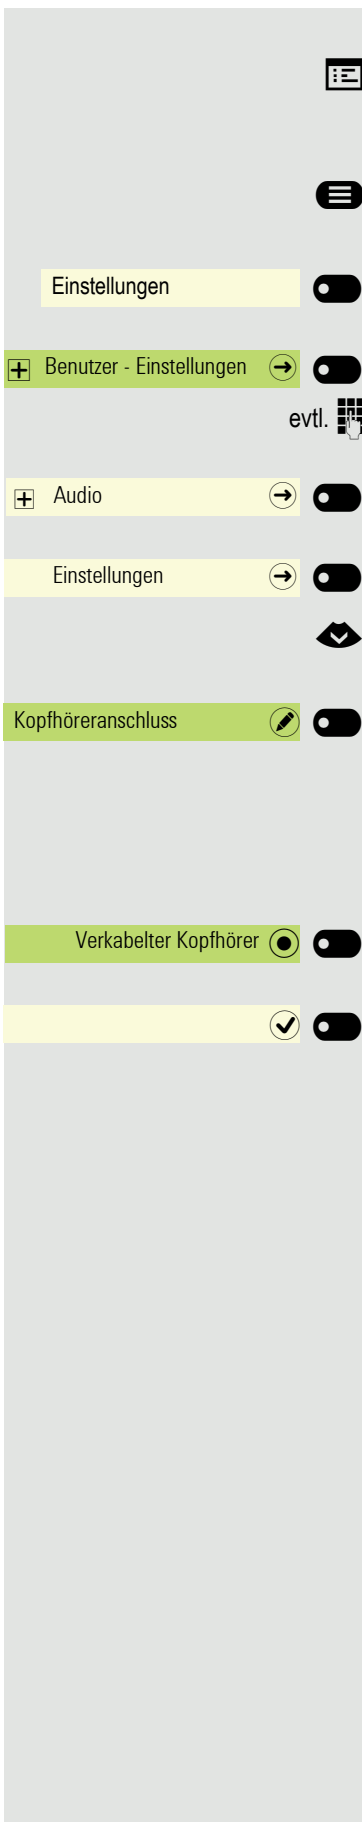 Einstellungen
Benutzer - Einstellungen
evtl.
Audio
Einstellungen
Kopfhöreranschluss
Verkabelter Kopfhörer